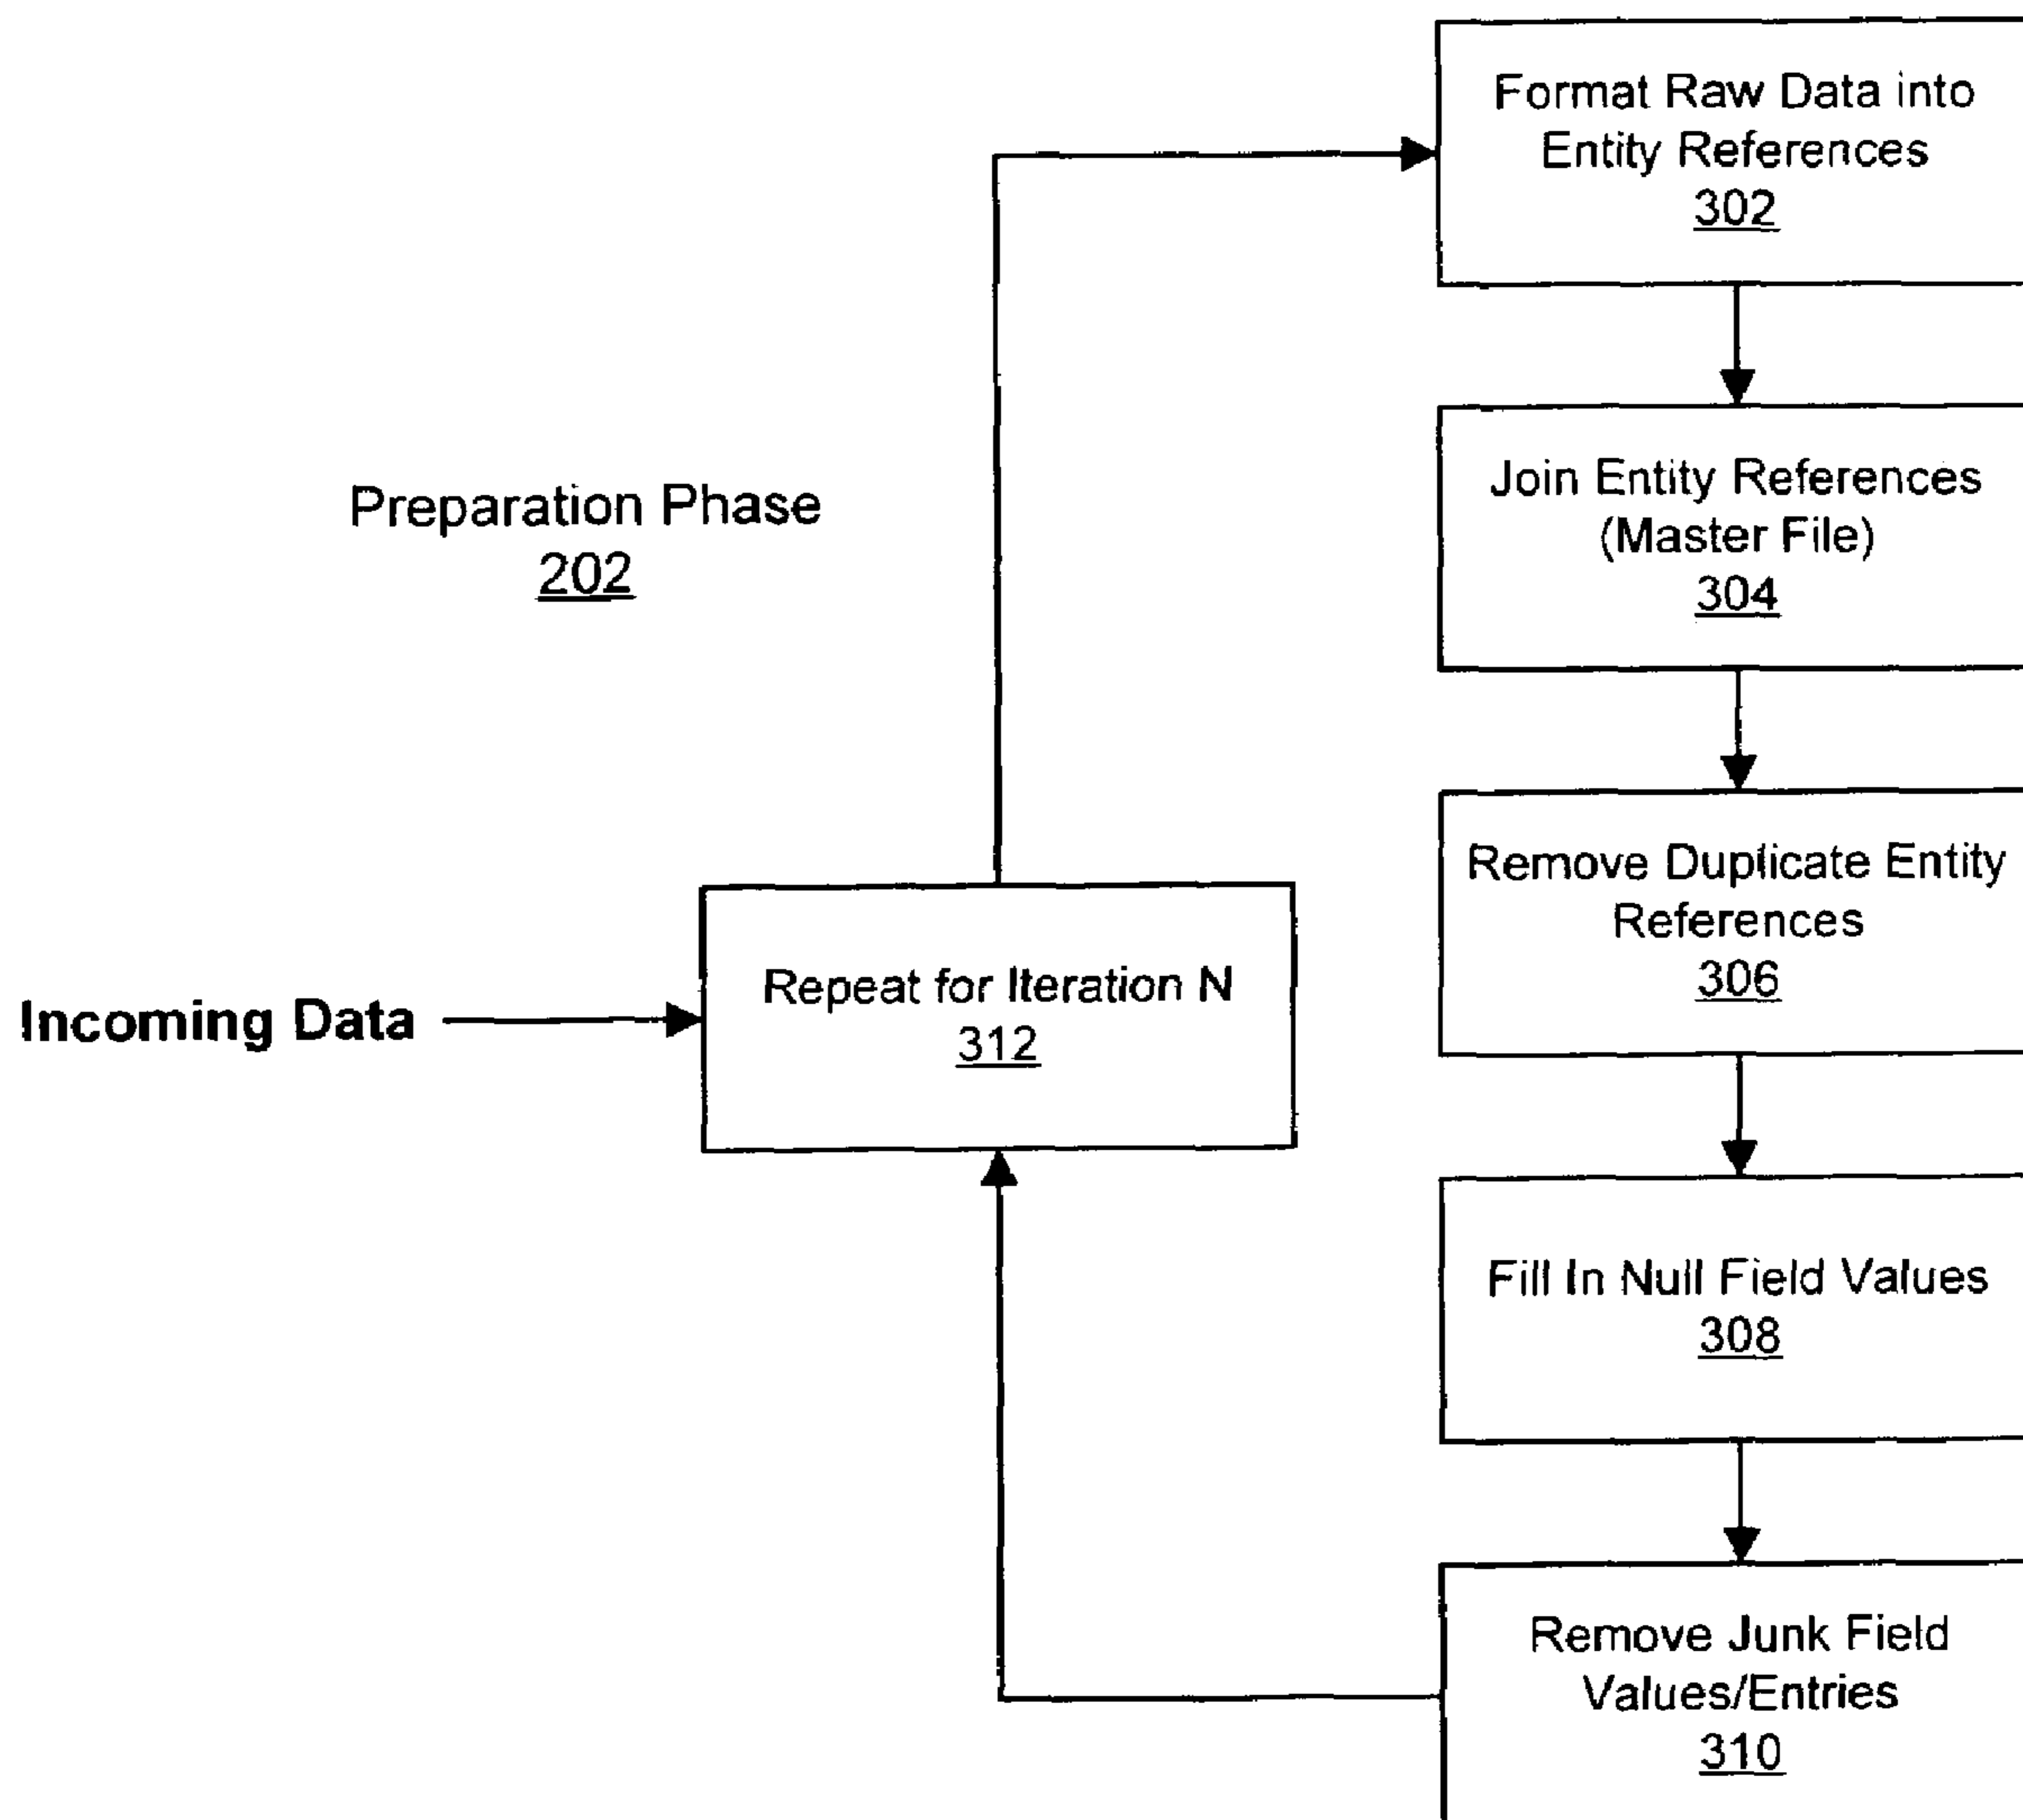 Format Raw Data into
Entity References
302
Join Entity References
(Master File)
304
Preparation Phase
202
Remove Duplicate Entity
References
306
Repeat for Iteration N
312
Incoming Data
Fill In Null Field Values
308
Remove Junk Field
Values/Entries
310